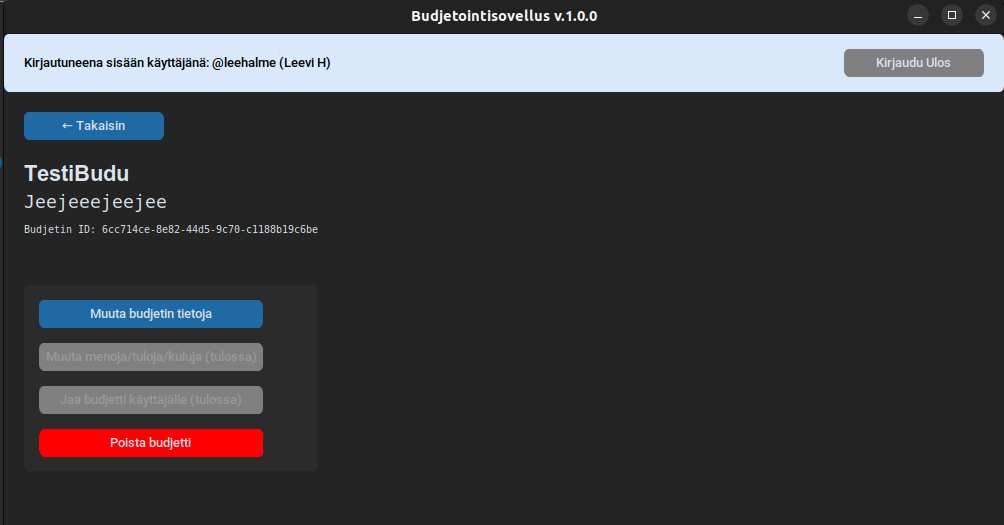 Budjetointisovellus v.1.0.0
Kirjautuneena sisään käyttäjänä: @leehalme (Leevi H)
Kirjaudu Ulos
← Takaisin
TestiBudu
Jeejeeejeejee
Budjetin ID: 6cc714ce-8e82-44d5-9c70-c1188b19c6be
Muuta budjetin tietoja
Muuta menoja/tuloja/kuluja (tulossa)
Jaa budjetti käyttäjälle (tulossa)
Poista budjetti